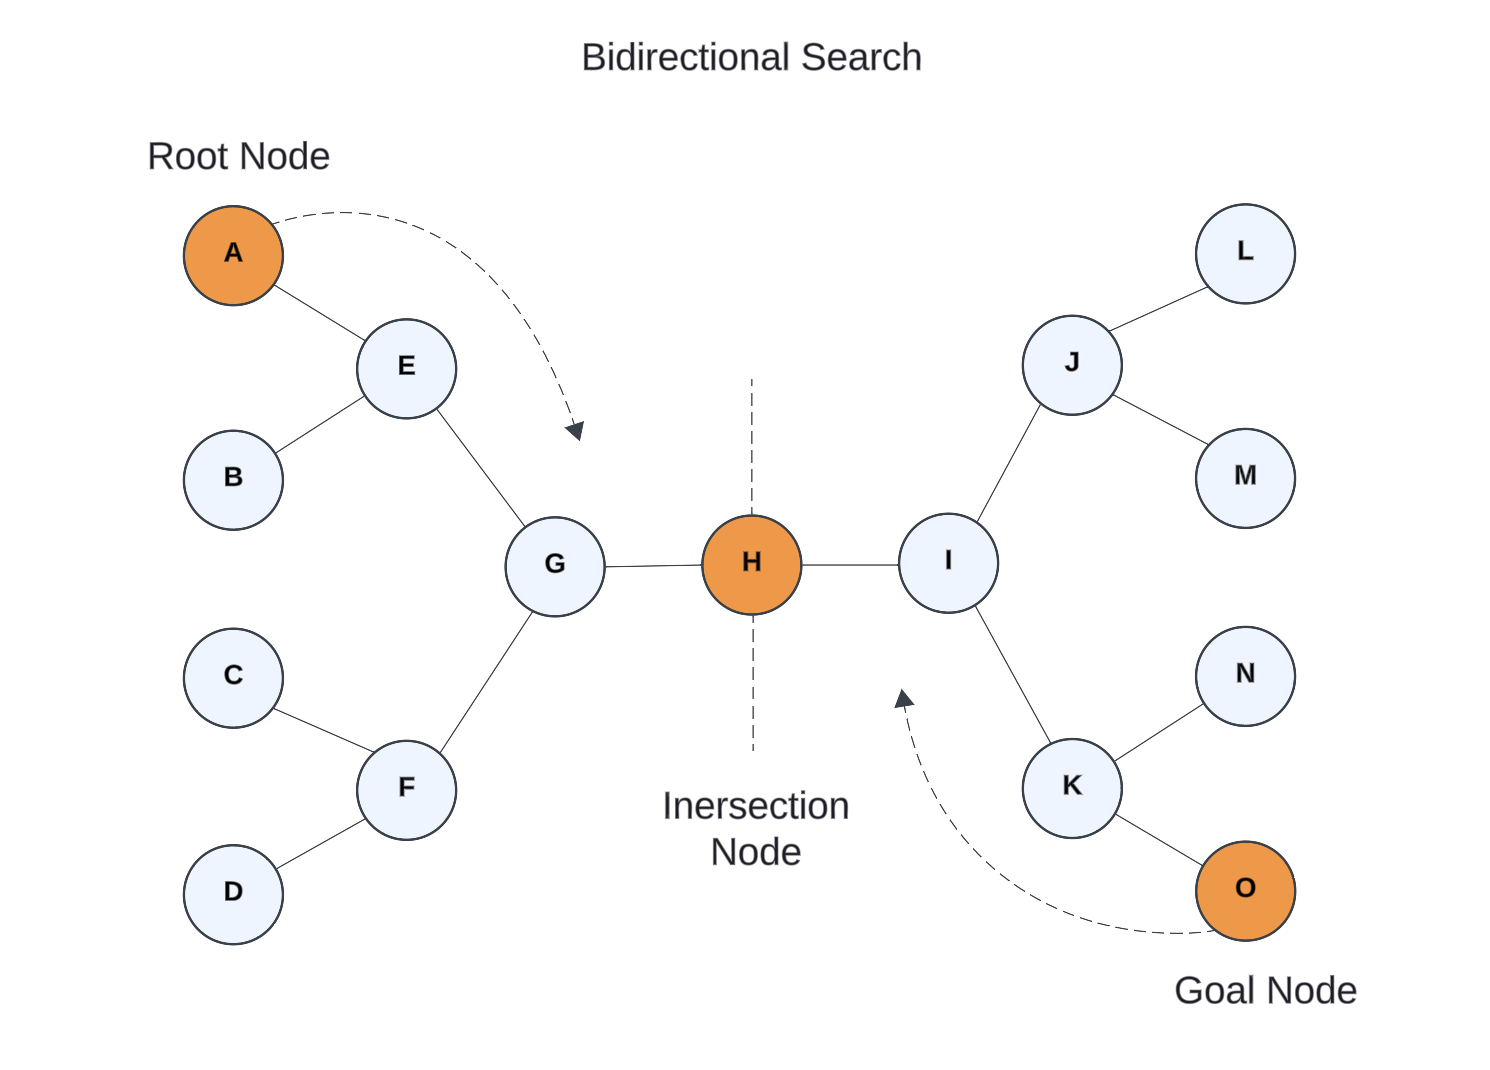 Bidirectional Search
Root Node
A
L
E
J
B
M
G
H
I
C
N
F
K
Inersection
Node
D
O
Goal Node